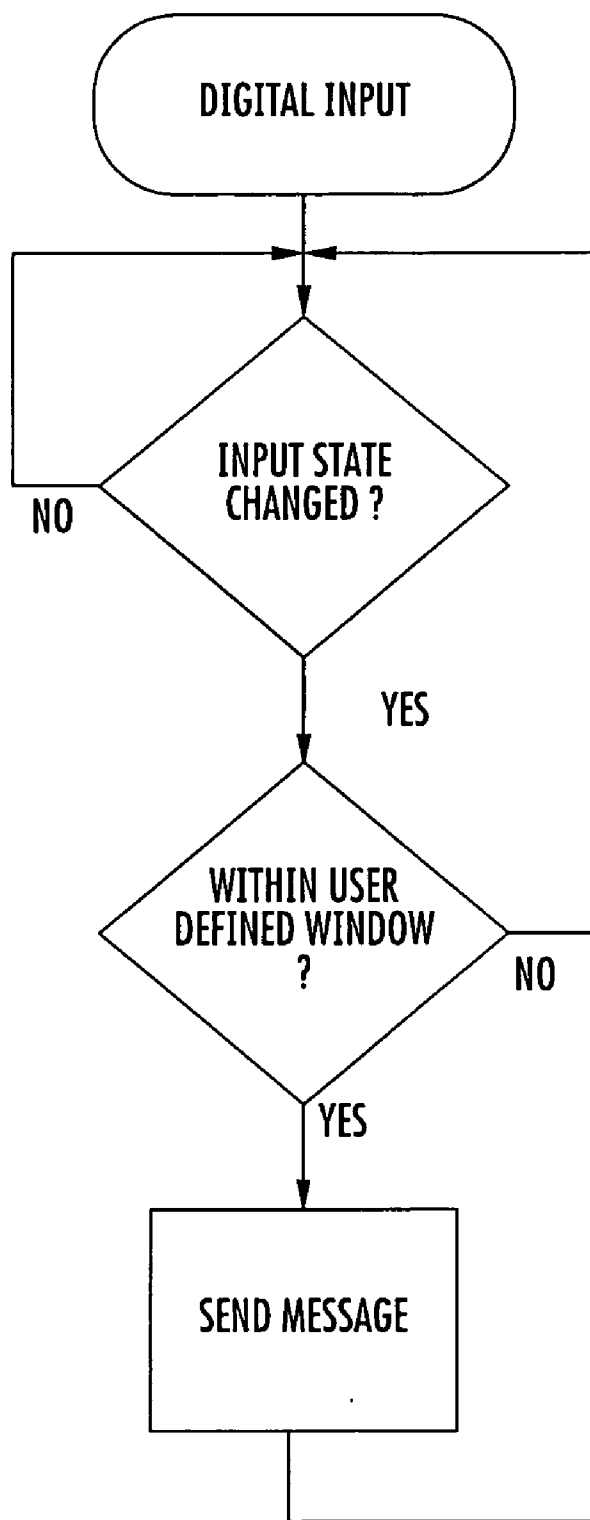 DIGITAL INPUT
INPUT STATE
CHANGED ?
NO
YES
WITHIN USER
DEFINED WINDOW
?
NO
YES
SEND MESSAGE